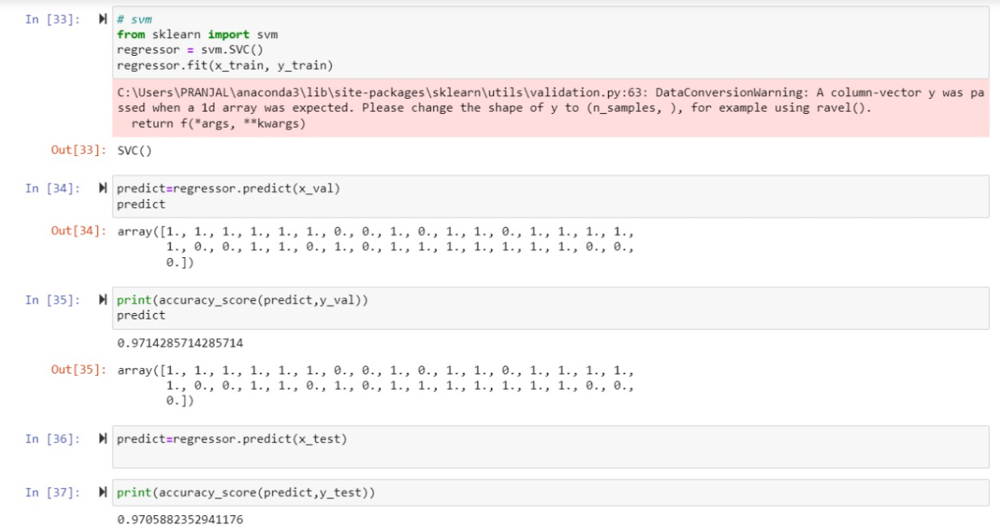 In [33]: # svm
from sklearn import svm
regressor = svm.SVC()
regressor.fit(x_train, y_train)
C:\Users\PRANJAL\anaconda3\lib\site-packages\sklearn\utils\validation.py:63: DataConversionWarning: A column-vector y was pa
ssed when a 1d array was expected. Please change the shape of y to (n_samples, ), for example using ravel().
return f(*args, **kwargs)
Out[33]: SVC()
In [34]: predict=regressor.predict(x_val)
predict
Out[34]: array([1., 1., 1., 1., 1., 1., 0., 0., 1., 0., 1., 1., 0., 1., 1., 1., 1.,
1., 0., 0., 1., 1., 0., 1., 0., 1., 1., 1., 1., 1., 1., 1., 0., 0.,
0.])
In [35]: print(accuracy_score(predict,y_val))
predict
0.9714285714285714
Out[35]: array([1., 1., 1., 1., 1., 1., 0., 0., 1., 0., 1., 1., 0., 1., 1., 1., 1.,
1., 0., 0., 1., 1., 0., 1., 0., 1., 1., 1., 1., 1., 1., 1., 0., 0.,
0.])
In [36]: predict=regressor.predict(x_test)
In [37]: print(accuracy_score(predict,y_test))
0.9705882352941176